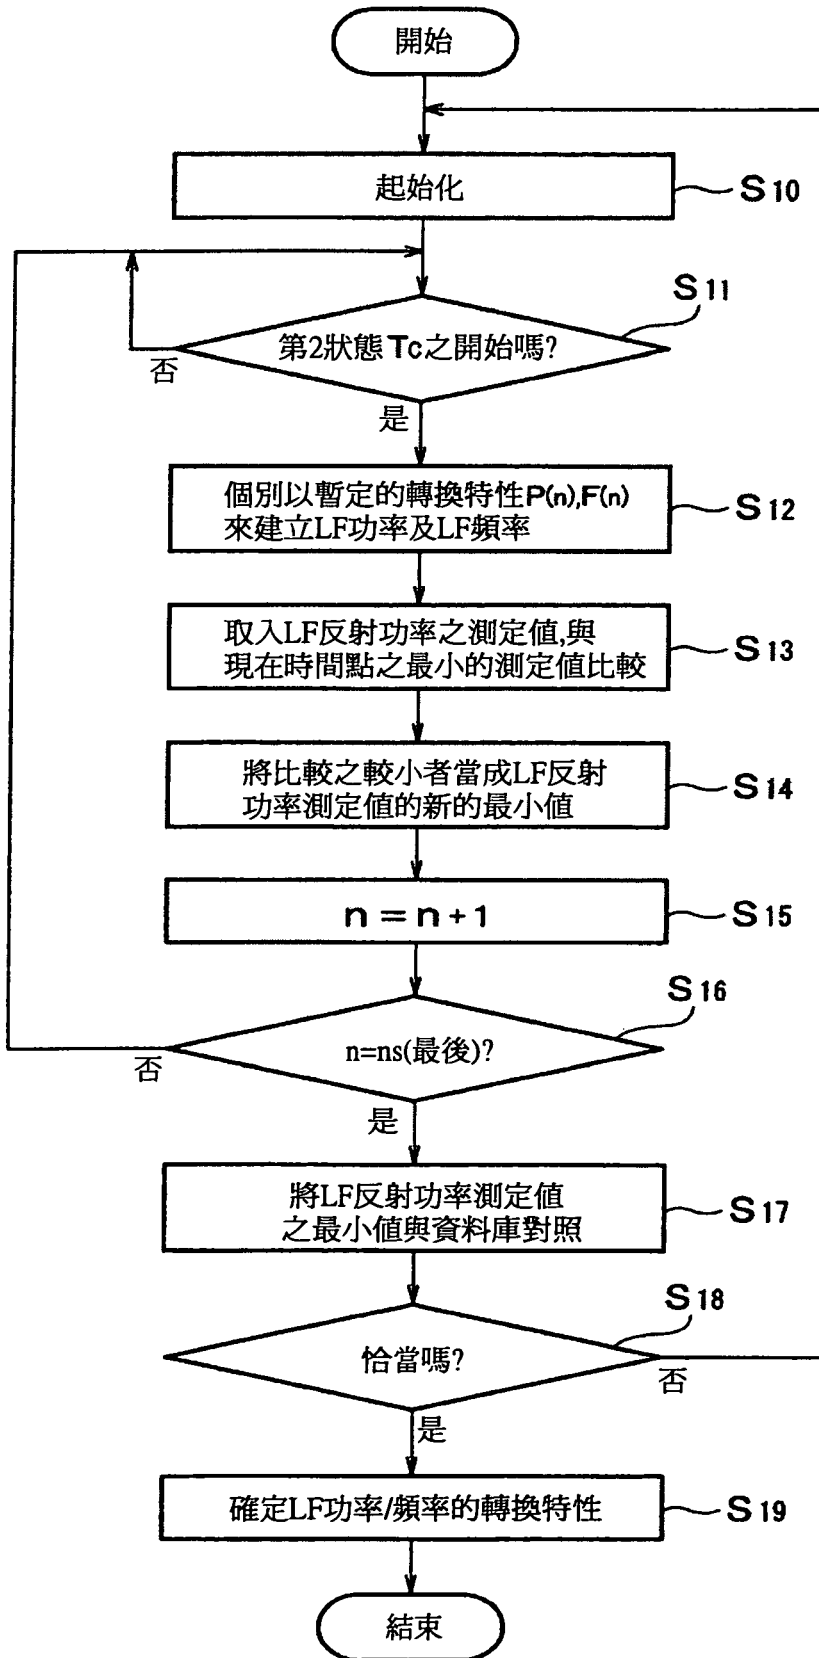 開始
起始化
S10
第2狀態Tc之開始嗎?
S11
否
是
個別以暫定的轉換特性P(n),F(n)
來建立LF功率及LF頻率
S12
取入LF反射功率之測定值,與
現在時間點之最小的測定值比較
S13
將比較之較小者當成LF反射
功率測定值的新的最小值
S14
n=n+1
S15
n=ns(最後)?
S16
否
是
將LF反射功率測定值
之最小值與資料庫對照
S17
恰當嗎?
S18
否
是
確定LF功率/頻率的轉換特性
S19
結束